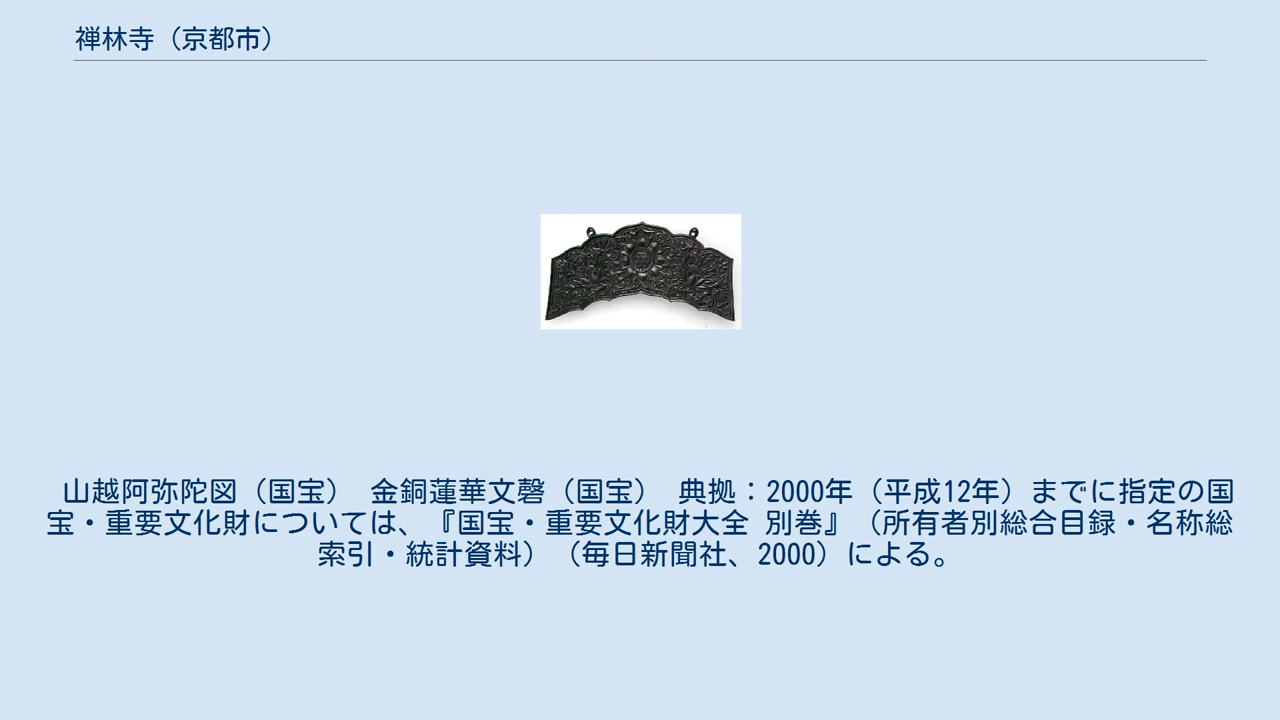 禅林寺（京都市）
山越阿弥陀図（国宝） 金銅蓮華文磬（国宝） 典拠：2000年（平成12年）までに指定の国
宝・重要文化財については、『国宝・重要文化財大全 別巻』（所有者別総合目録・名称総
索引・統計資料）（毎日新聞社、2000）による。